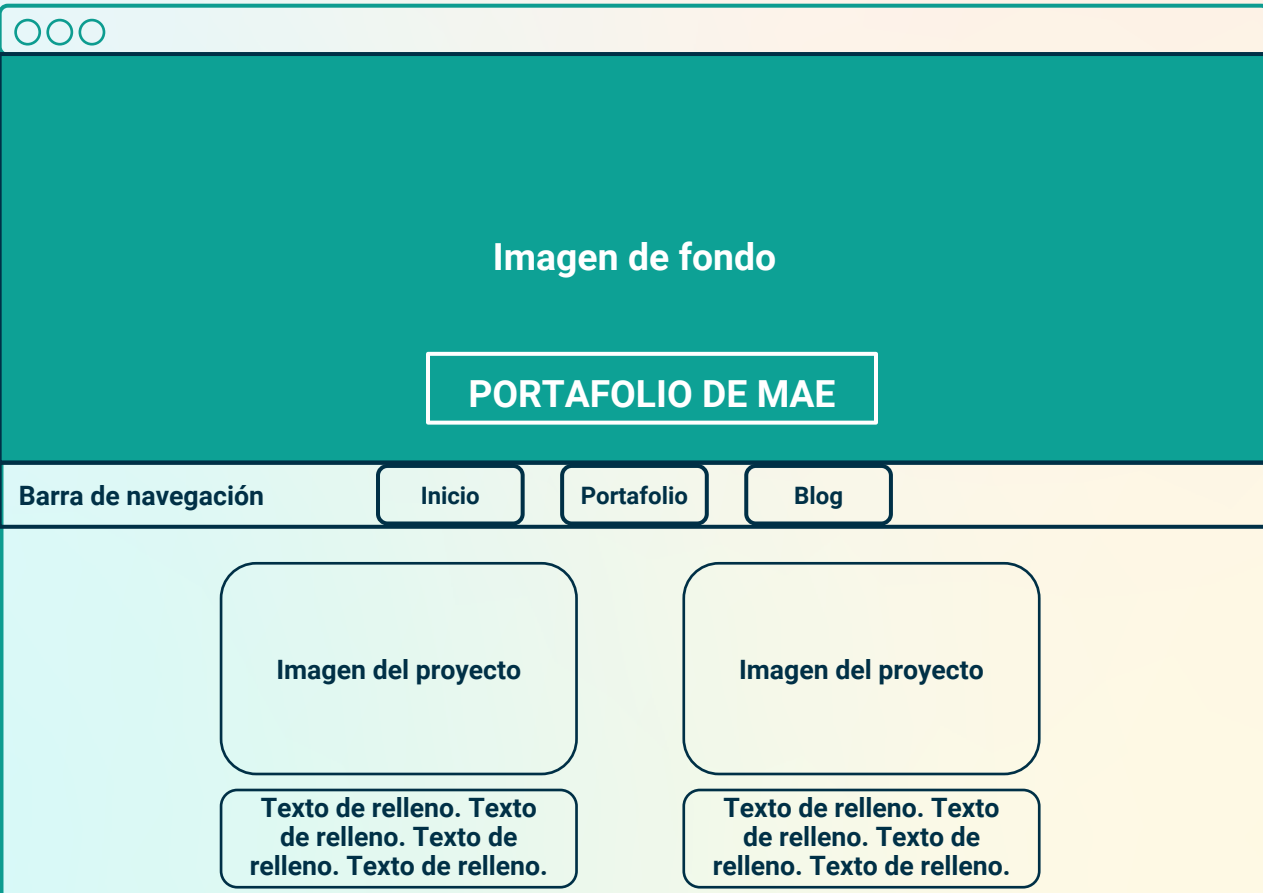 Imagen de fondo
PORTAFOLIO DE MAE
Barra de navegación
Inicio
Portafolio
Blog
Imagen del proyecto
Imagen del proyecto
Texto de relleno. Texto
de relleno. Texto de
relleno. Texto de relleno.
Texto de relleno. Texto
de relleno. Texto de
relleno. Texto de relleno.